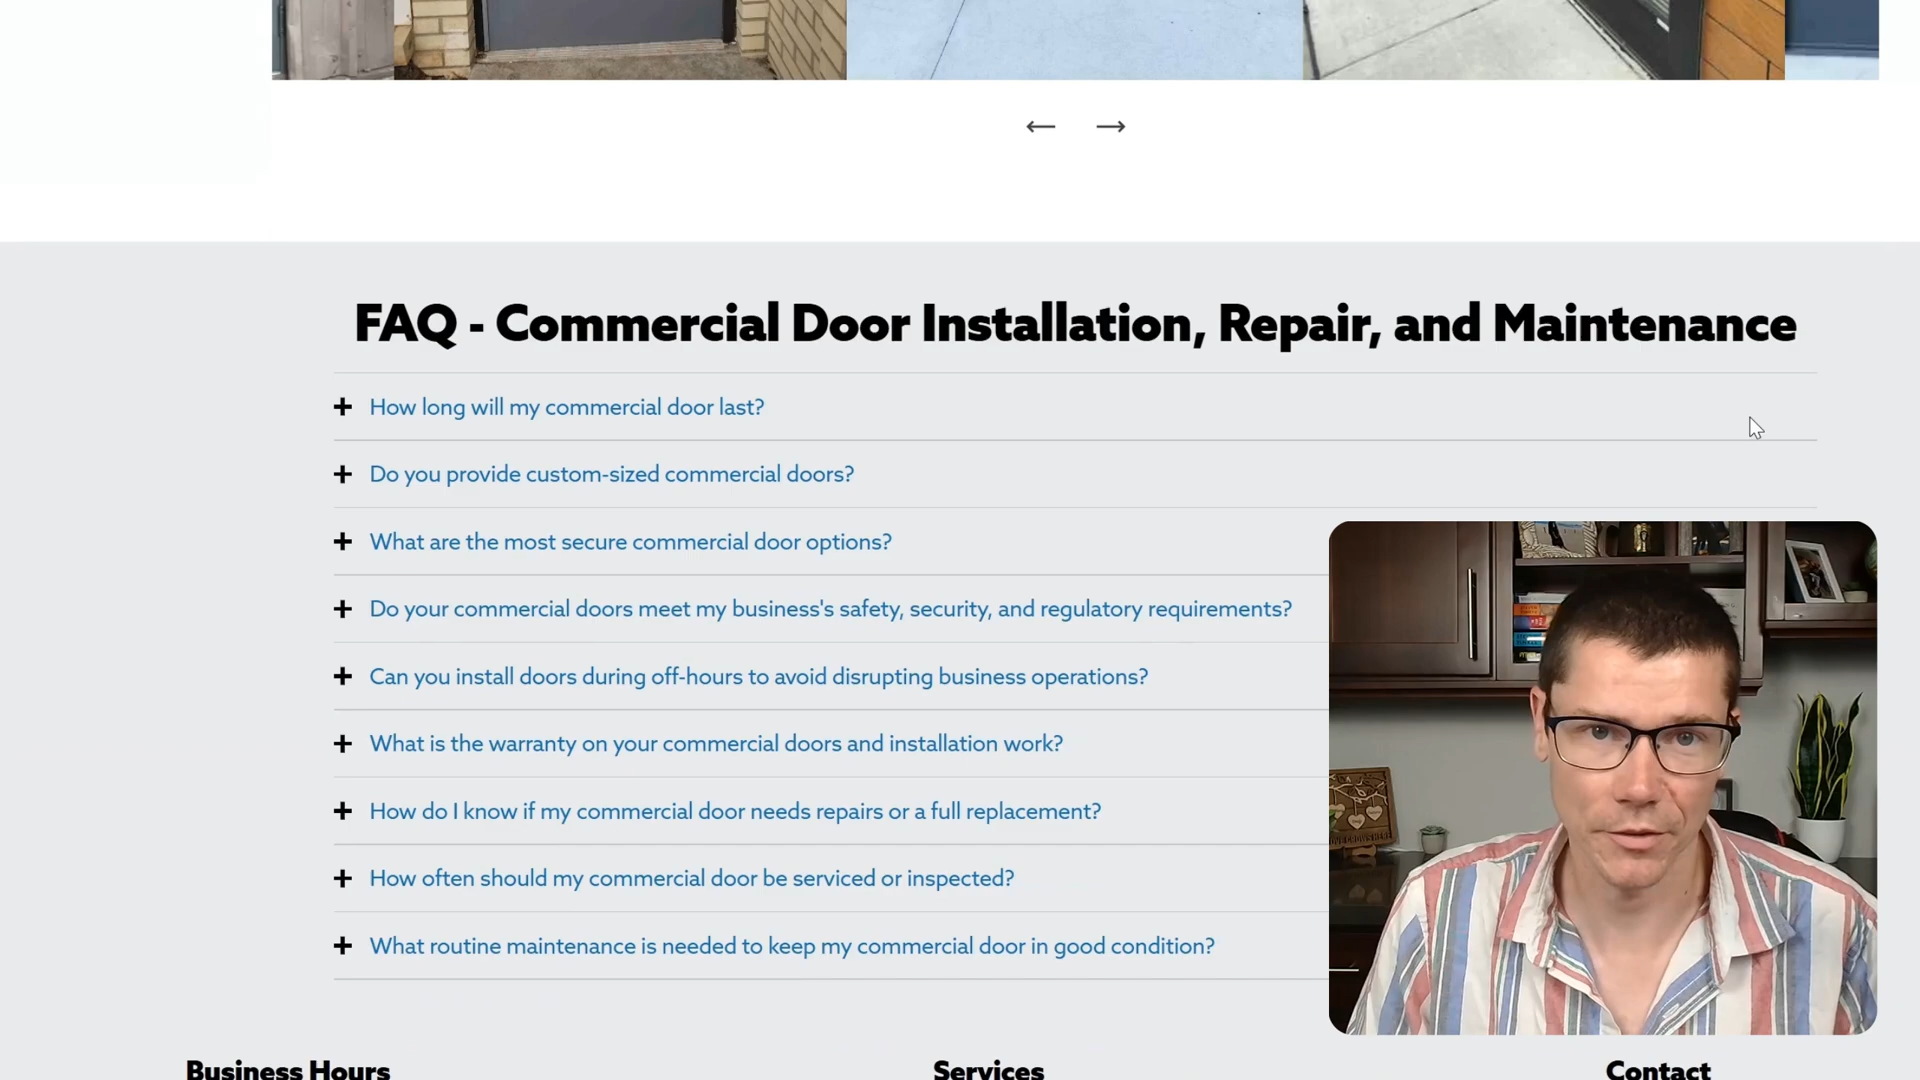 FAQ - Commercial Door Installation, Repair, and Maintenance
How long will my commercial door last?
Do you provide custom-sized commercial doors?
What are the most secure commercial door options?
Do your commercial doors meet my business's safety, security, and regulatory requirements?
Can you install doors during off-hours to avoid disrupting business operations?
What is the warranty on your commercial doors and installation work?
How do I know if my commercial door needs repairs or a full replacement?
How often should my commercial door be serviced or inspected?
What routine maintenance is needed to keep my commercial door in good condition?
Business Hours
Services
Contact